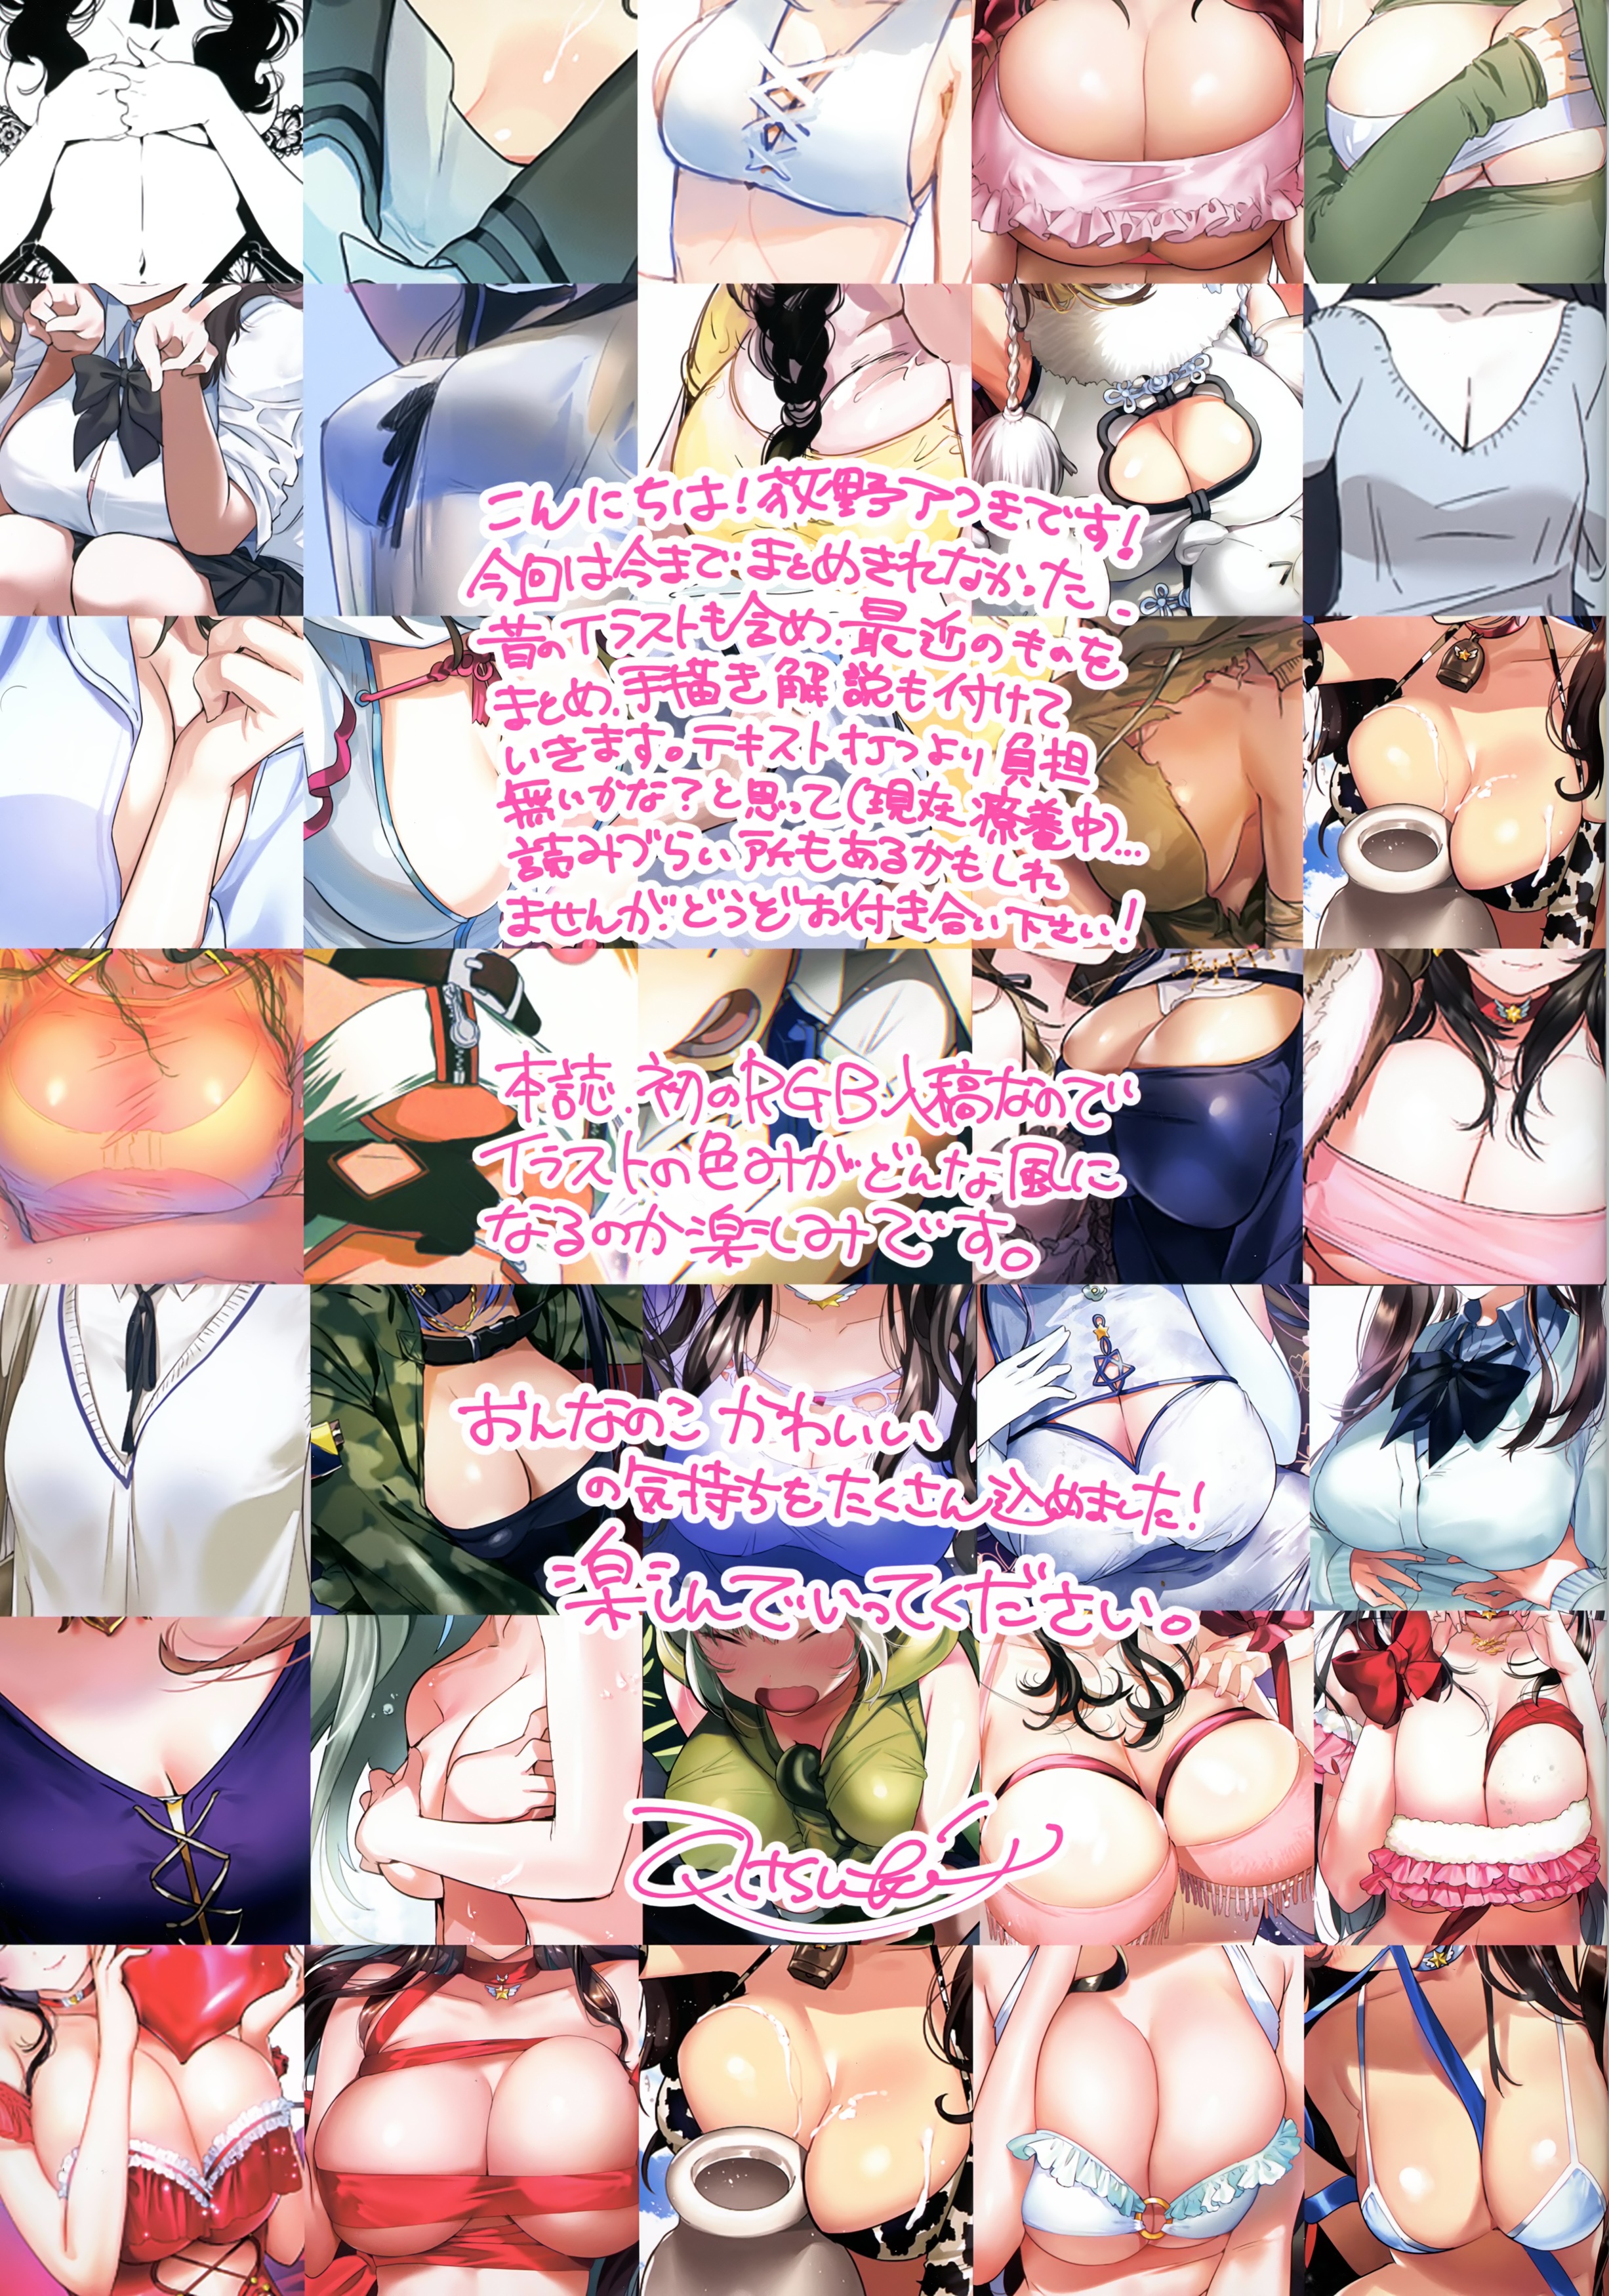 こんにちは!牧野アつきです!
今回は今まで まとめきれなかった、
昔のイラストも含め、最近のものを
まとめ、手描き解説も付けて
いきます。テキスト打つより負担
無いかな?と思って(現在療養中)...
読みづらい所もあるかもしれ
ませんが、どうぞお付き合い下さい!
本誌、初のRGB入稿なので
イラストの色みがどんな風に
なるのか楽しみです。
おんなのこ かわいい
の気持ちをたくさん込めました!
楽しんでいってください。
Atsuki